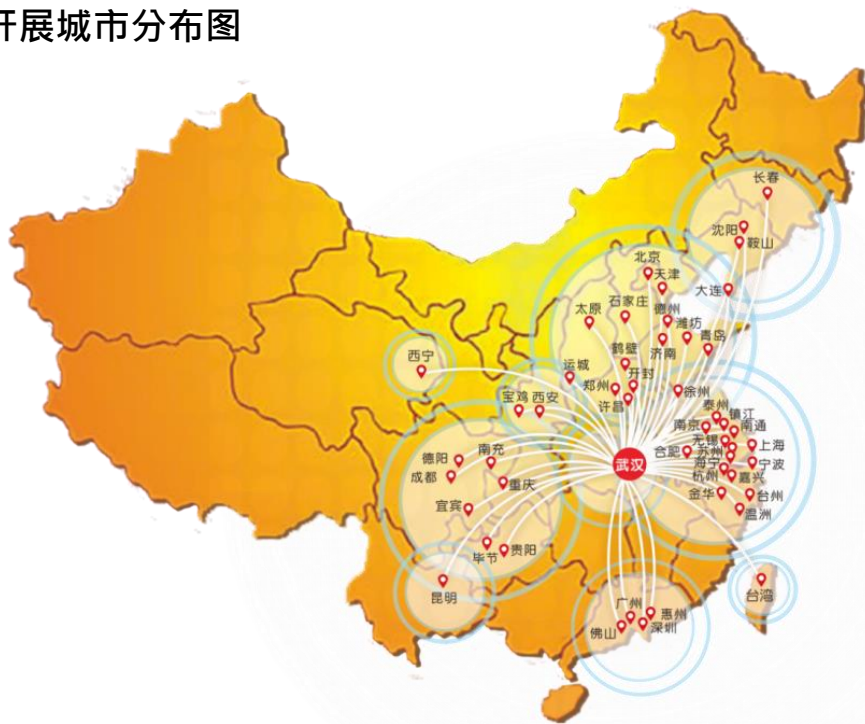 开展城市分布图
长春
沈阳
鞍山
北京
天津
大连
太原
石家庄
德州
潍坊
青岛
济南
鹤壁
西宁
运城
开封
郑州
徐州
宝鸡
西安
许昌
泰州
镇江
南京
南通
无锡
上海
合肥
苏州
德阳
南充
武汉
海宁
宁波
成都
杭州
嘉兴
重庆
金华
台州
宜宾
温洲
毕节
贵阳
昆明
台湾
广州
惠州
佛山
深圳